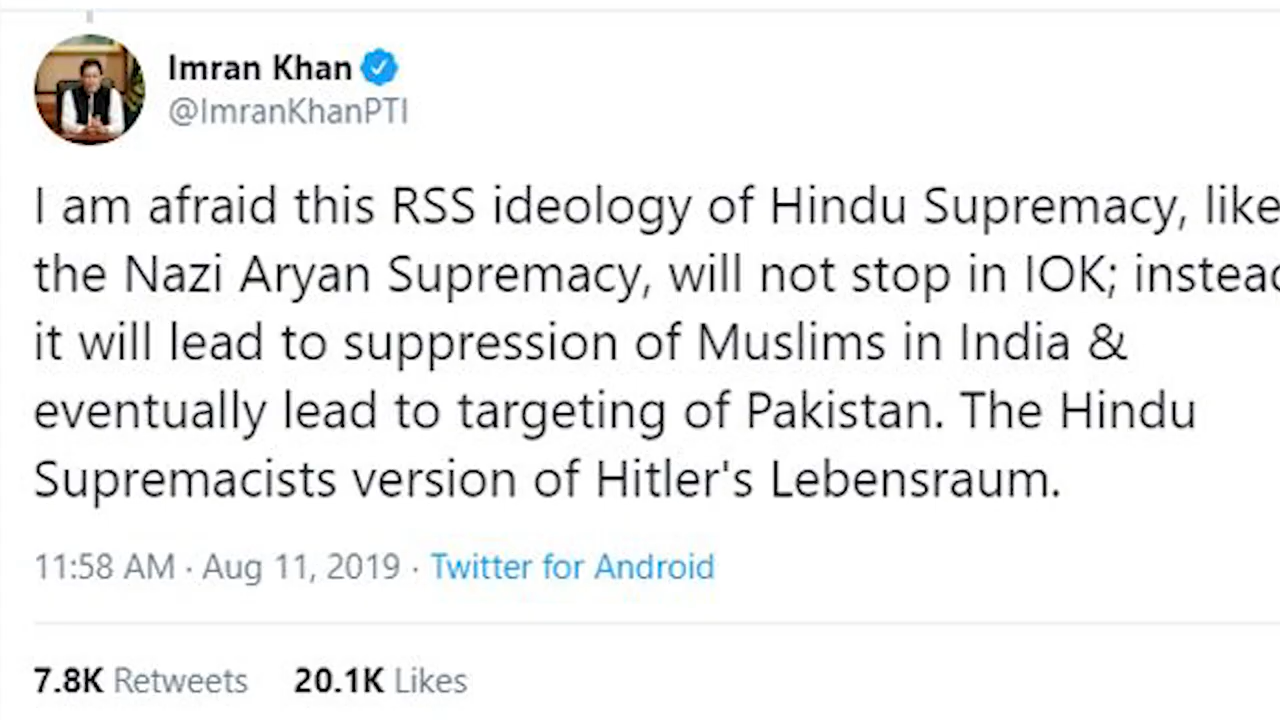 Imran Khan
@ImranKhanPTI
I am afraid this RSS ideology of Hindu Supremacy, like
the Nazi Aryan Supremacy, will not stop in IOK; instead
it will lead to suppression of Muslims in India &
eventually lead to targeting of Pakistan. The Hindu
Supremacists version of Hitler's Lebensraum.
11:58 AM · Aug 11, 2019 · Twitter for Android
7.8K Retweets 20.1K Likes